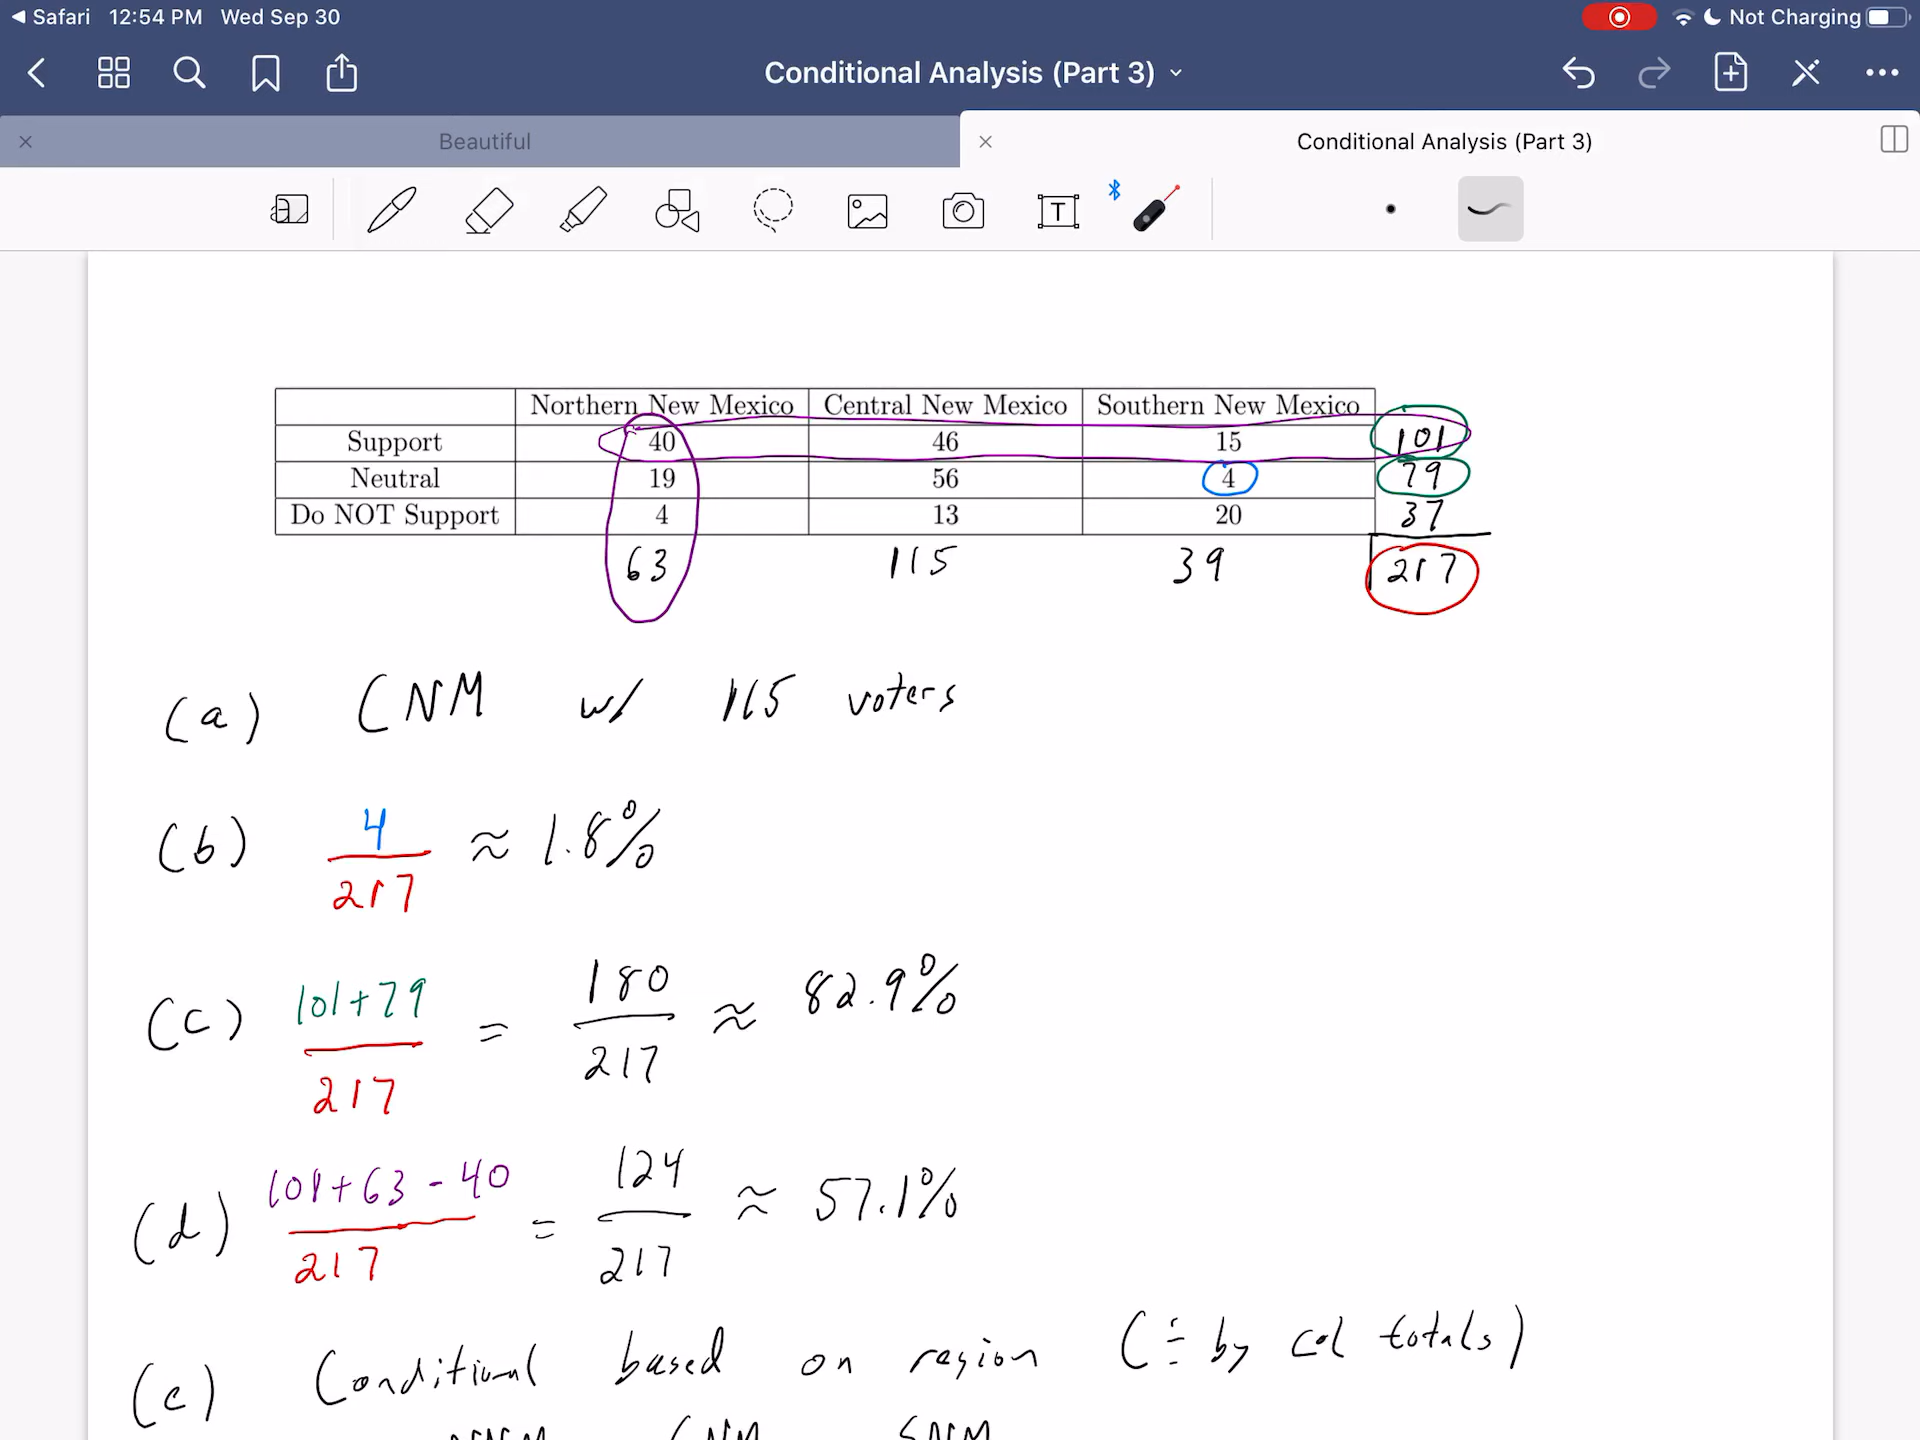 Safari 12:54 PM Wed Sep 30 Not Charging
Conditional Analysis (Part 3)
Beautiful Conditional Analysis (Part 3)
Northern New Mexico Central New Mexico Southern New Mexico
Support 40 46 15 101
Neutral 19 56 4 79
Do NOT Support 4 13 20 37
63 115 39 217
(a) CNM w/ 115 voters
(b) 4/217 ≈ 1.8%
(c) 101+79/217 = 180/217 ≈ 82.9%
(d) 101+63-40/217 = 124/217 ≈ 57.1%
(e) Conditional based on region (÷ by col totals)
NNM CNM SNM